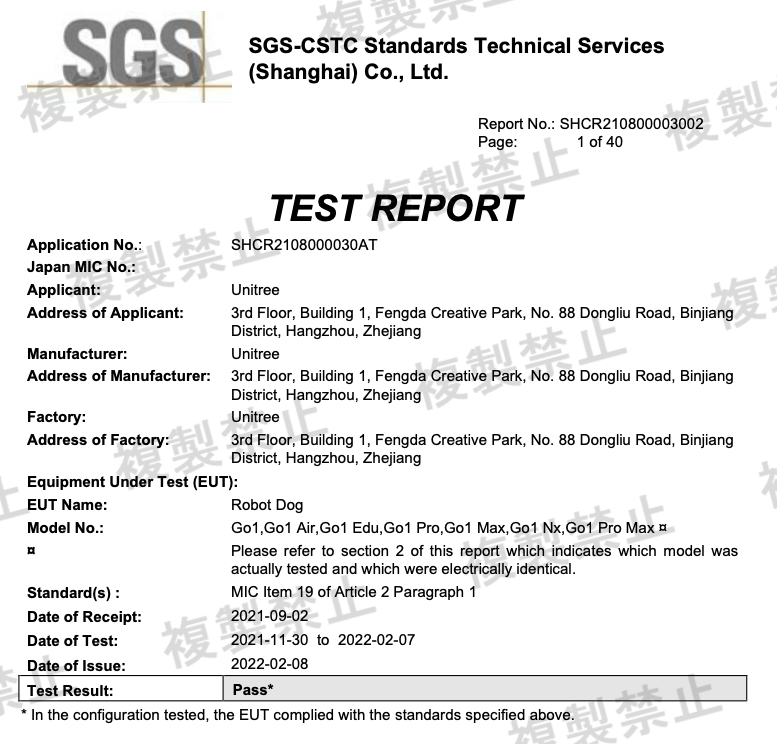 SGS
SGS-CSTC Standards Technical Services
(Shanghai) Co., Ltd.
Report No.: SHCR210800003002
Page: 1 of 40
TEST REPORT
Application No.: SHCR2108000030AT
Japan MIC No.:
Applicant: Unitree
Address of Applicant: 3rd Floor, Building 1, Fengda Creative Park, No. 88 Dongliu Road, Binjiang
District, Hangzhou, Zhejiang
Manufacturer: Unitree
Address of Manufacturer: 3rd Floor, Building 1, Fengda Creative Park, No. 88 Dongliu Road, Binjiang
District, Hangzhou, Zhejiang
Factory: Unitree
Address of Factory: 3rd Floor, Building 1, Fengda Creative Park, No. 88 Dongliu Road, Binjiang
District, Hangzhou, Zhejiang
Equipment Under Test (EUT):
EUT Name: Robot Dog
Model No.: Go1,Go1 Air,Go1 Edu,Go1 Pro,Go1 Max,Go1 Nx,Go1 Pro Max ¤
¤ Please refer to section 2 of this report which indicates which model was
actually tested and which were electrically identical.
Standard(s) : MIC Item 19 of Article 2 Paragraph 1
Date of Receipt: 2021-09-02
Date of Test: 2021-11-30 to 2022-02-07
Date of Issue: 2022-02-08
Test Result: Pass*
* In the configuration tested, the EUT complied with the standards specified above.
複製禁止
複製禁止
複製禁止
複製禁止
複製禁止
複製禁止
複製禁止
複製禁止
複製禁止
複製禁止